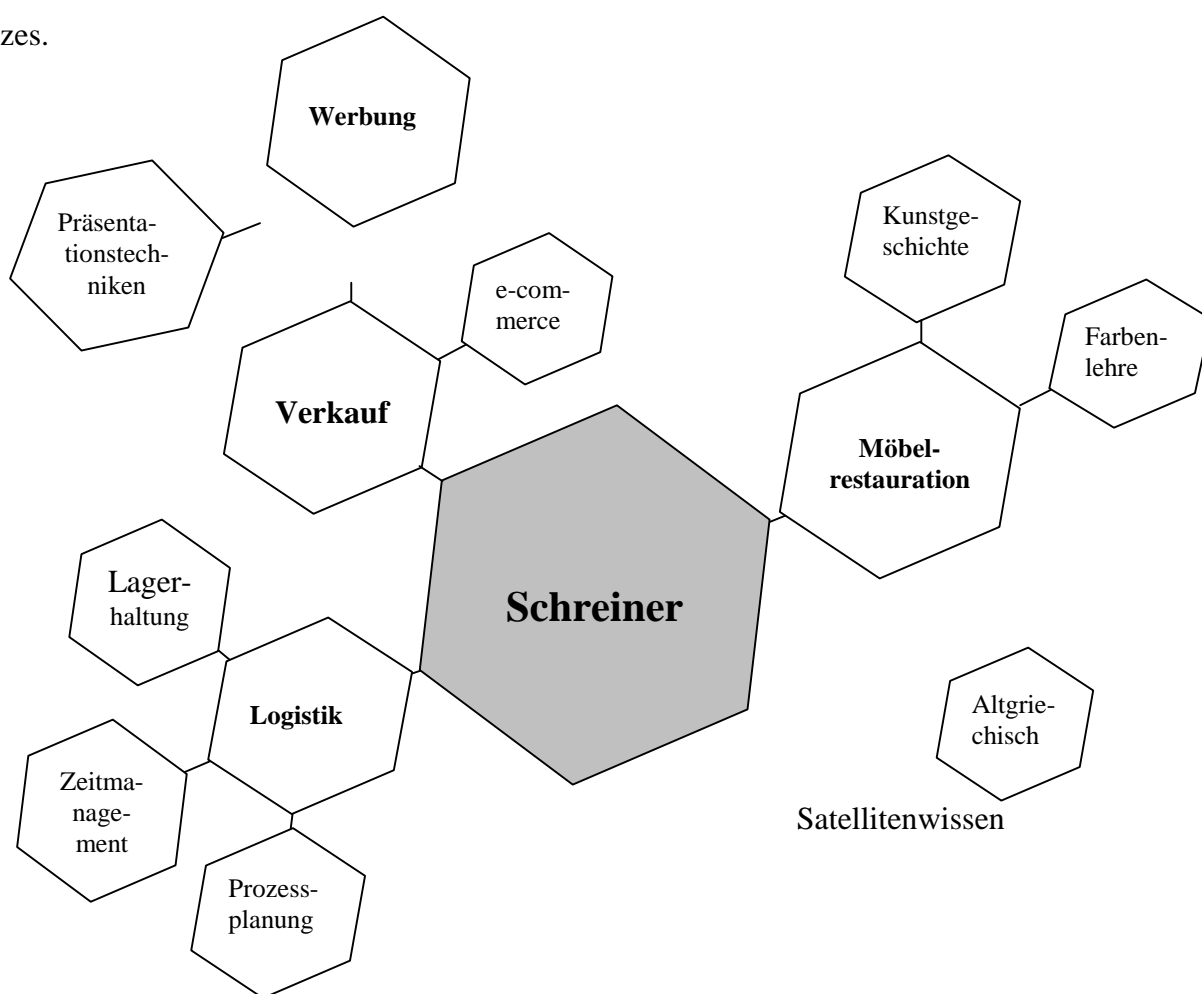 zes.
Werbung
Präsenta-
tionstech-
niken
Kunstge-
schichte
e-com-
merce
Farben-
lehre
Verkauf
Möbel-
restauration
Lager-
haltung
Schreiner
Logistik
Altgrie-
chisch
Zeitma-
nage-
ment
Satellitenwissen
Prozess-
planung